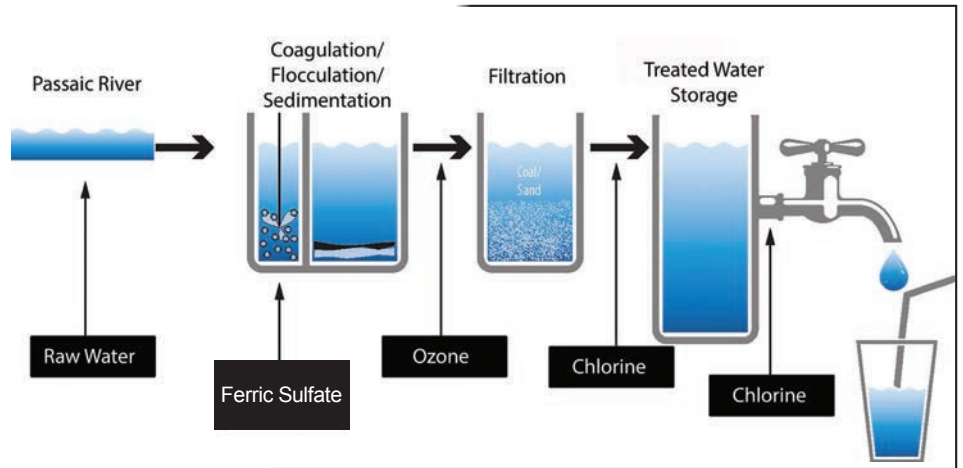 Passaic River
Coagulation/
Flocculation/
Sedimentation
Filtration
Treated Water
Storage
Coal/
Sand
Raw Water
Ferric Sulfate
Ozone
Chlorine
Chlorine